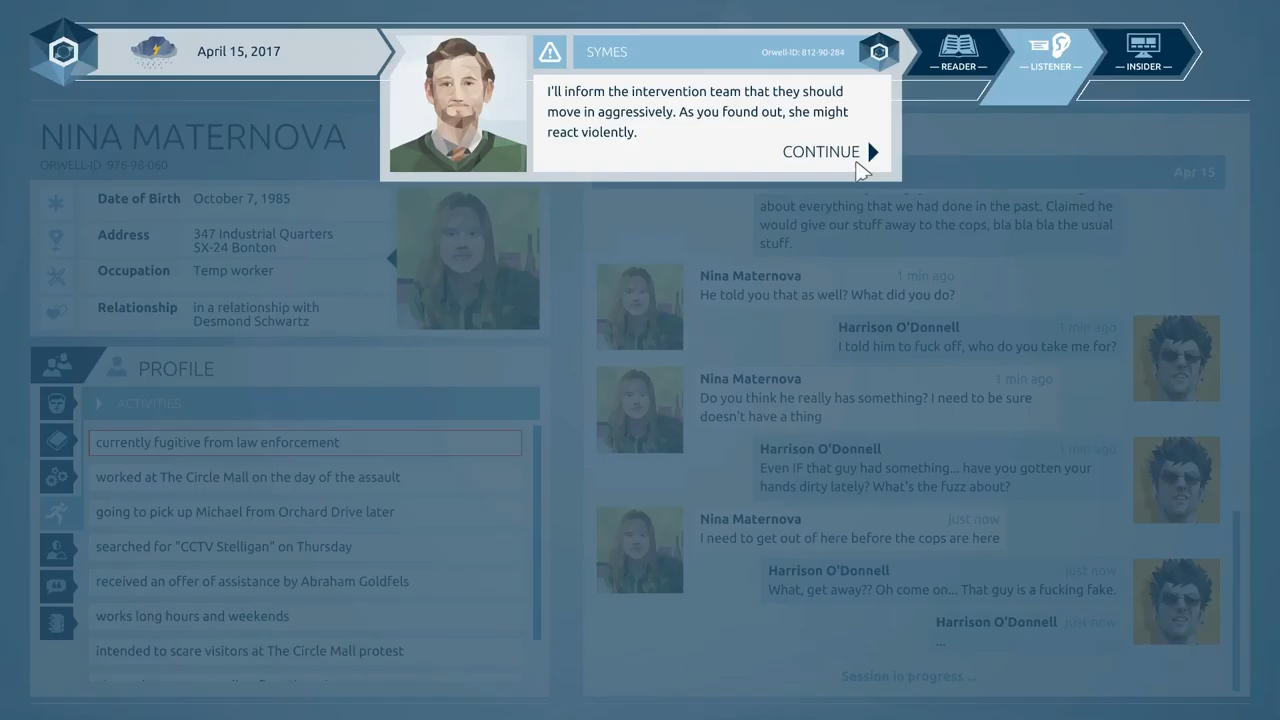 April 15, 2017
SYMES
Orwell-ID: 812-90-284
I'll inform the intervention team that they should
move in aggressively. As you found out, she might
react violently.
CONTINUE
— READER —
— LISTENER —
— INSIDER —
NINA MATERNOVA
ORWELL-ID 976-98-060
Date of Birth October 7, 1985
Address 347 Industrial Quarters
SX-24 Bonton
Occupation Temp worker
Relationship in a relationship with
Desmond Schwartz
PROFILE
ACTIVITIES
currently fugitive from law enforcement
worked at The Circle Mall on the day of the assault
going to pick up Michael from Orchard Drive later
searched for "CCTV Stelligan" on Thursday
received an offer of assistance by Abraham Goldfels
works long hours and weekends
intended to scare visitors at The Circle Mall protest
Apr 15
about everything that we had done in the past. Claimed he
would give our stuff away to the cops, bla bla bla the usual
stuff.
Nina Maternova 1 min ago
He told you that as well? What did you do?
Harrison O'Donnell 1 min ago
I told him to fuck off, who do you take me for?
Nina Maternova 1 min ago
Do you think he really has something? I need to be sure
doesn't have a thing
Harrison O'Donnell 1 min ago
Even IF that guy had something... have you gotten your
hands dirty lately? What's the fuzz about?
Nina Maternova just now
I need to get out of here before the cops are here
Harrison O'Donnell just now
What, get away?? Oh come on... That guy is a fucking fake.
Harrison O'Donnell just now
...
Session in progress ...